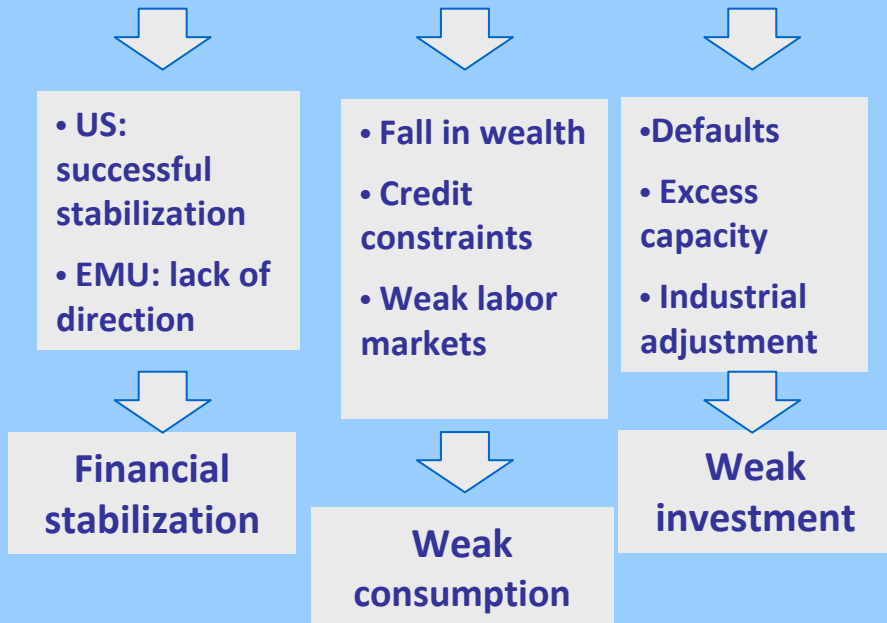 • US:
successful
stabilization
• EMU: lack of
direction
• Fall in wealth
• Credit
constraints
• Weak labor
markets
•Defaults
• Excess
capacity
• Industrial
adjustment
Financial
stabilization
Weak
consumption
Weak
investment